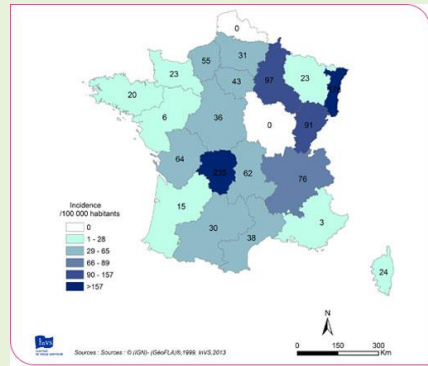 0
55
31
23
43
97
23
20
6
36
0
91
64
62
76
15
30
38
3
24
Incidence
/100 000 habitants
0
1 - 28
29 - 65
66 - 89
90 - 157
>157
N
0 150 300
Km
InVS
Sources : Sources : © (IGN)- (GéoFLA)®,1999. InVS,2013